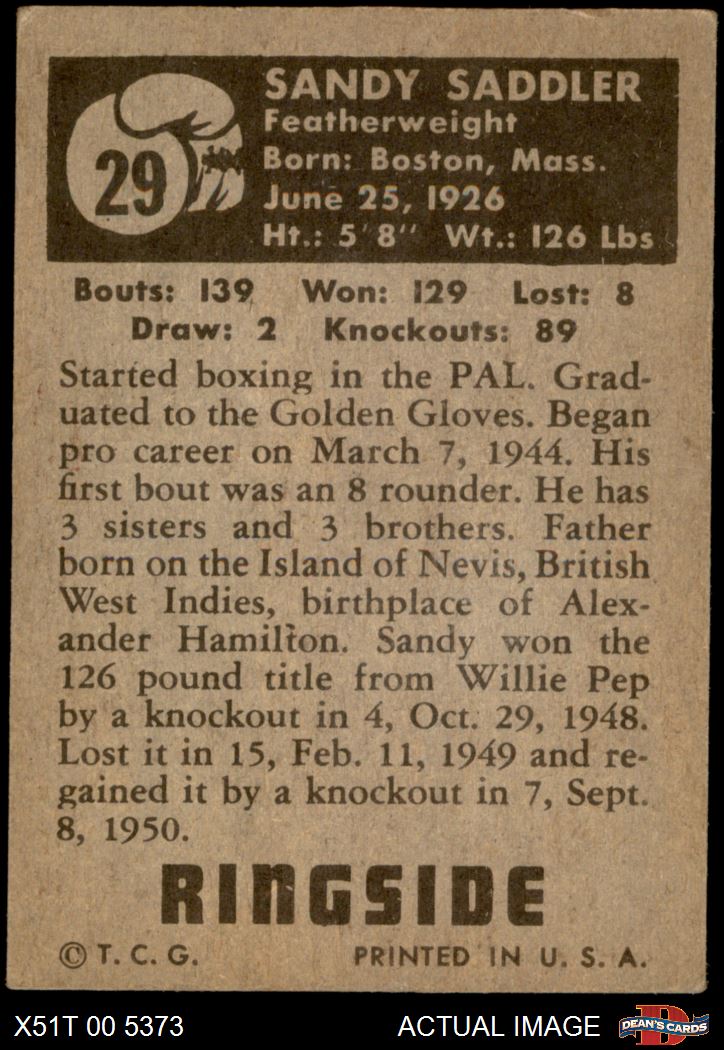 29
SANDY SADDLER
Featherweight
Born: Boston, Mass.
June 25, 1926
Ht.: 5'8" Wt.: 126 Lbs
Bouts: 139 Won: 129 Lost: 8
Draw: 2 Knockouts: 89
Started boxing in the PAL. Grad-
uated to the Golden Gloves. Began
pro career on March 7, 1944. His
first bout was an 8 rounder. He has
3 sisters and 3 brothers. Father
born on the Island of Nevis, British
West Indies, birthplace of Alex-
ander Hamilton. Sandy won the
126 pound title from Willie Pep
by a knockout in 4, Oct. 29, 1948.
Lost it in 15, Feb. 11, 1949 and re-
gained it by a knockout in 7, Sept.
8, 1950.
RINGSIDE
© T. C. G. PRINTED IN U. S. A.
X51T 00 5373 ACTUAL IMAGE D DEAN'S CARDS